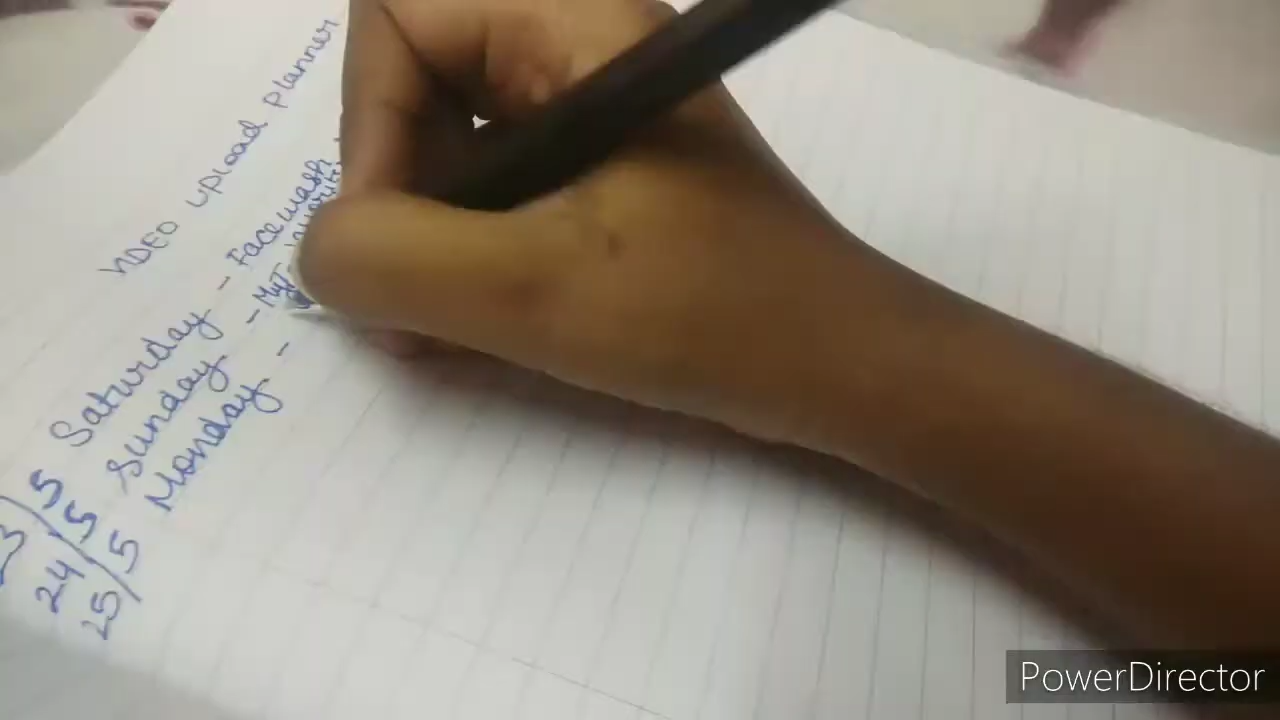 VIDEO upload planner
23/5 Saturday - Facewash
24/5 Sunday - My
25/5 Monday -
PowerDirector